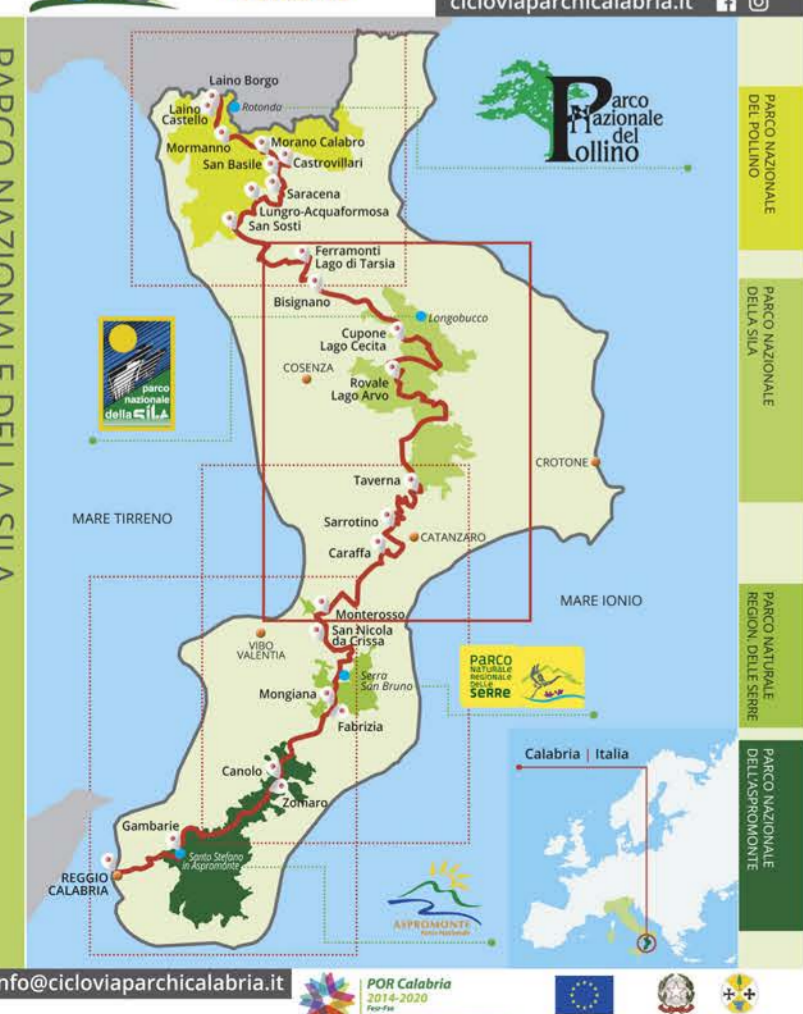 cicloviaparchicalabria.it
PARCO NAZIONALE DELLA SILA
Laino Borgo
Laino
Castello
Rotonda
Mormanno
Morano Calabro
San Basile
Castrovillari
Saracena
Lungro-Acquaformosa
San Sosti
Ferramonti
Lago di Tarsia
Bisignano
Longobucco
Cupone
Lago Cecita
COSENZA
Rovale
Lago Arvo
CROTONE
Taverna
Sarrotino
CATANZARO
Caraffa
MARE TIRRENO
MARE IONIO
Monterosso
San Nicola
da Crissa
VIBO
VALENTIA
Serra
San Bruno
Mongiana
Fabrizia
Canolo
Zomaro
Gambarie
Santo Stefano
in Aspromonte
REGGIO
CALABRIA
Parco
Nazionale
del
Pollino
parco
nazionale
della SILA
PARCO
NATURALE
REGIONALE
DELLE
SERRE
ASPROMONTE
Parco Nazionale
Calabria | Italia
PARCO NAZIONALE
DEL POLLINO
PARCO NAZIONALE
DELLA SILA
PARCO NATURALE
REGION. DELLE SERRE
PARCO NAZIONALE
DELL'ASPROMONTE
nfo@cicloviaparchicalabria.it
POR Calabria
2014-2020
Fesr-Fse